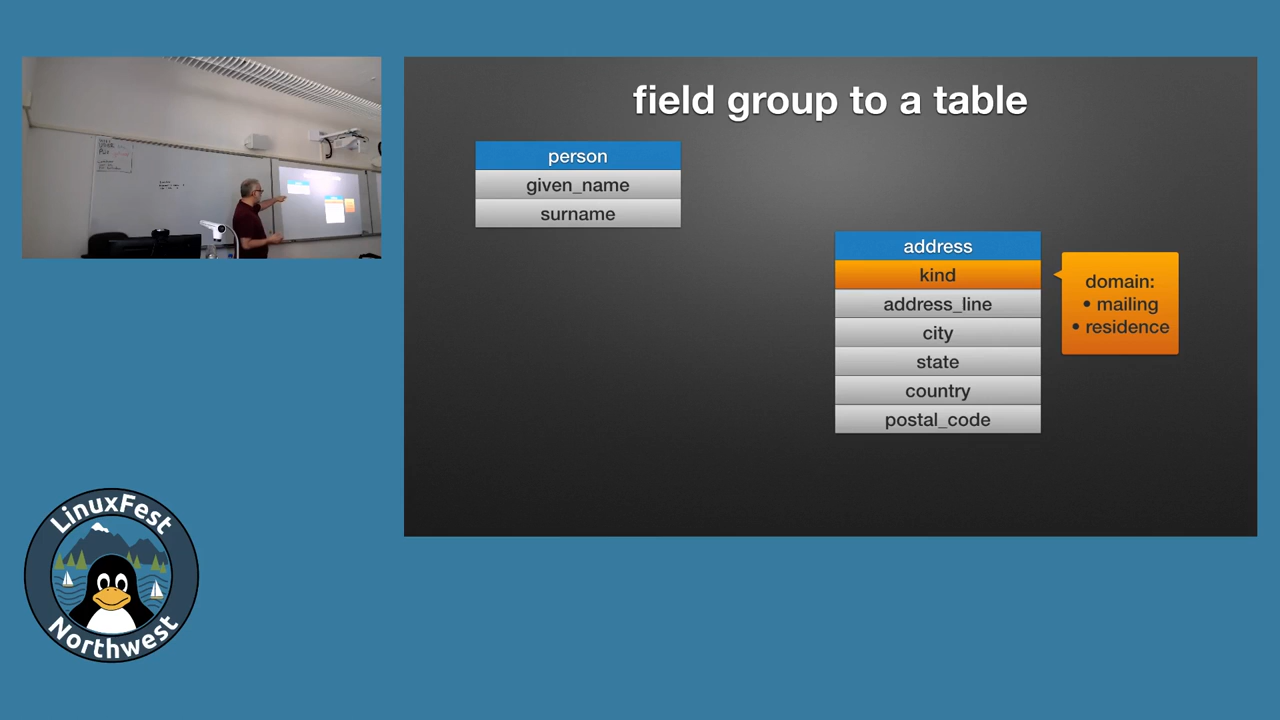 field group to a table
person
given_name
surname
address
kind
address_line
city
state
country
postal_code
domain:
• mailing
• residence
LinuxFest
Northwest